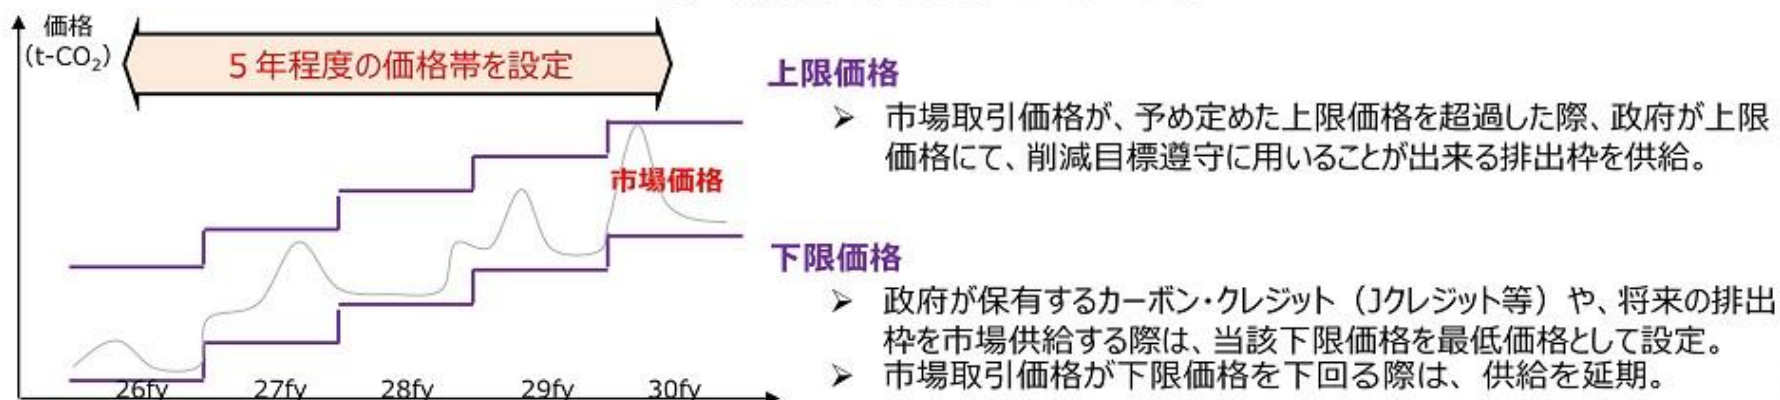 価格
(t-CO₂)
5年程度の価格帯を設定
市場価格
26fy 27fy 28fy 29fy 30fy
上限価格
➢ 市場取引価格が、予め定めた上限価格を超過した際、政府が上限
価格にて、削減目標遵守に用いることが出来る排出枠を供給。
下限価格
➢ 政府が保有するカーボン・クレジット（Jクレジット等）や、将来の排出
枠を市場供給する際は、当該下限価格を最低価格として設定。
➢ 市場取引価格が下限価格を下回る際は、供給を延期。